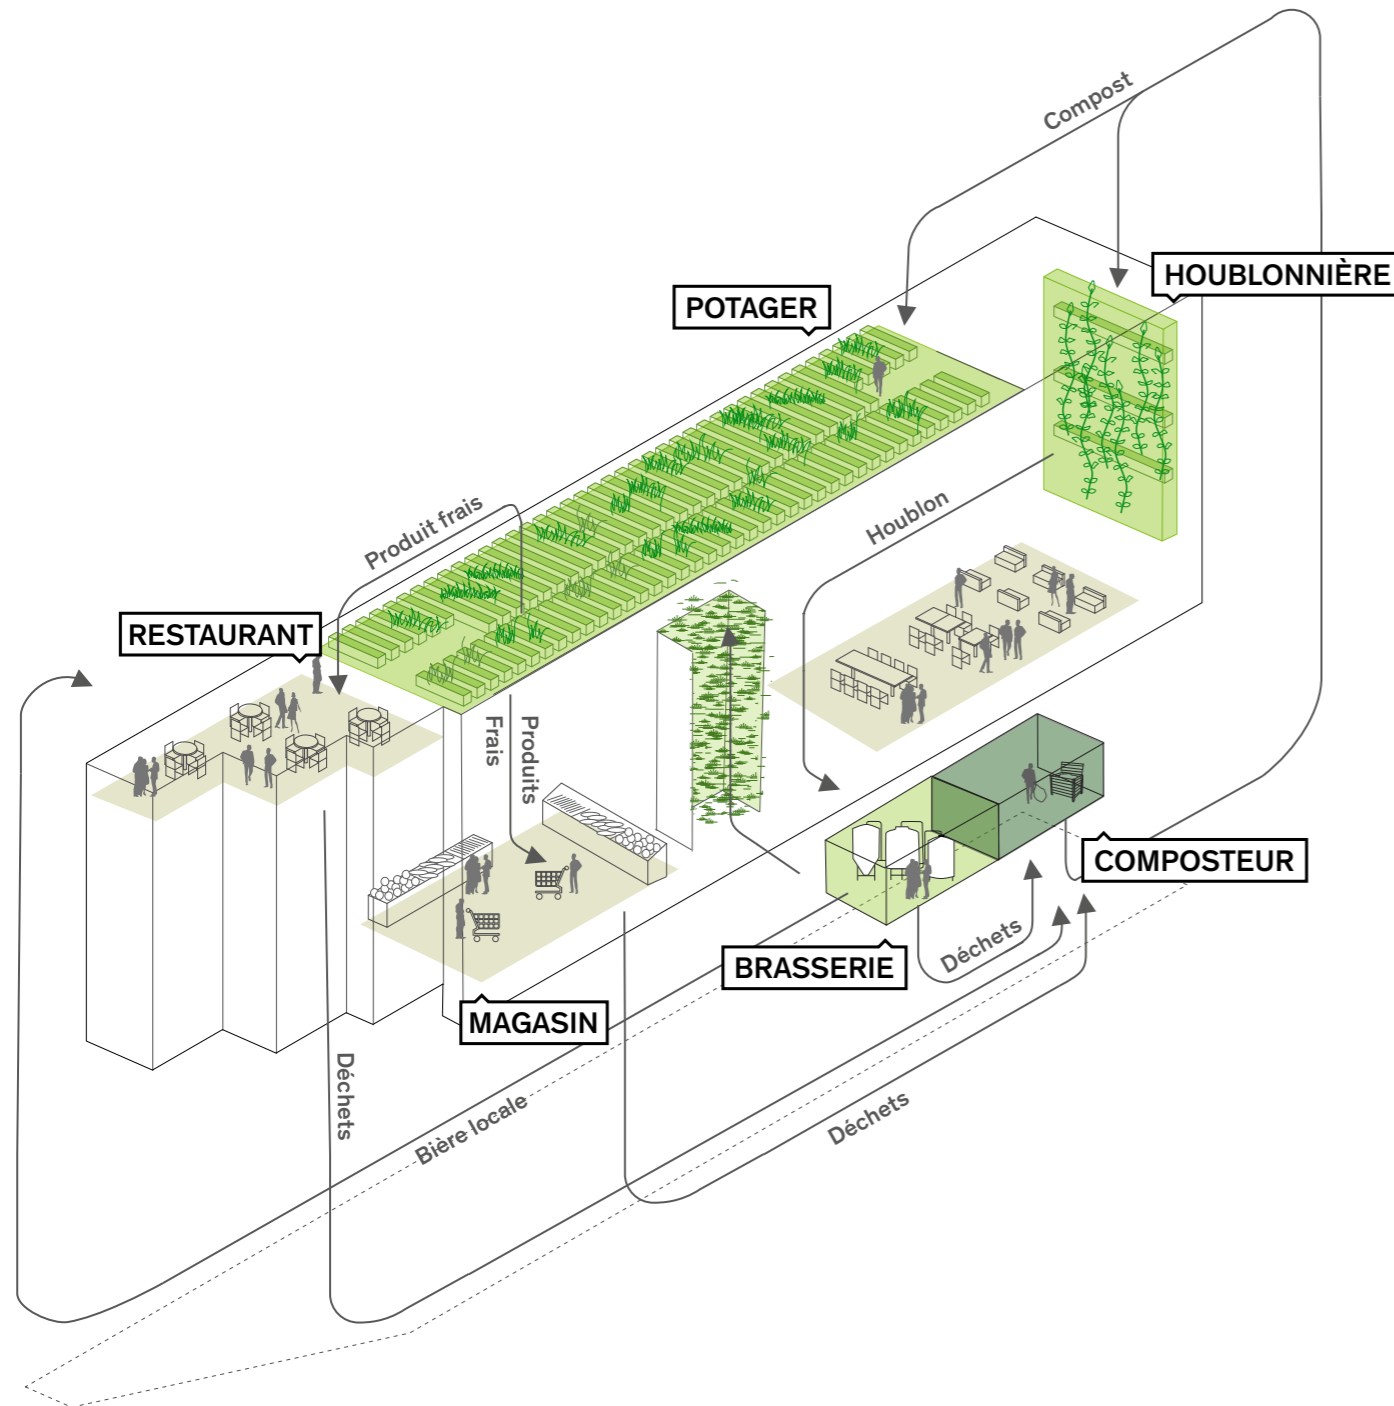 Compost
HOUBLONNIÈRE
POTAGER
Produit frais
Houblon
RESTAURANT
Produits
Frais
COMPOSTEUR
BRASSERIE
Déchets
MAGASIN
Déchets
Bière locale
Déchets